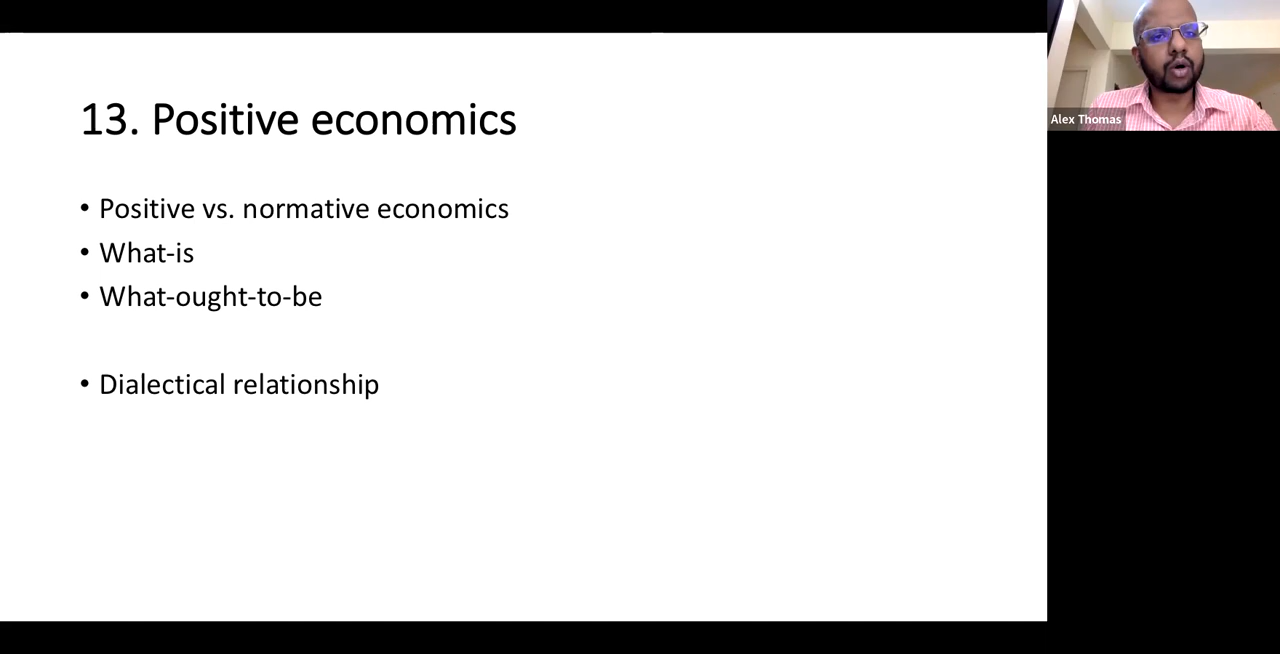 13. Positive economics
• Positive vs. normative economics
• What-is
• What-ought-to-be
• Dialectical relationship
Alex Thomas